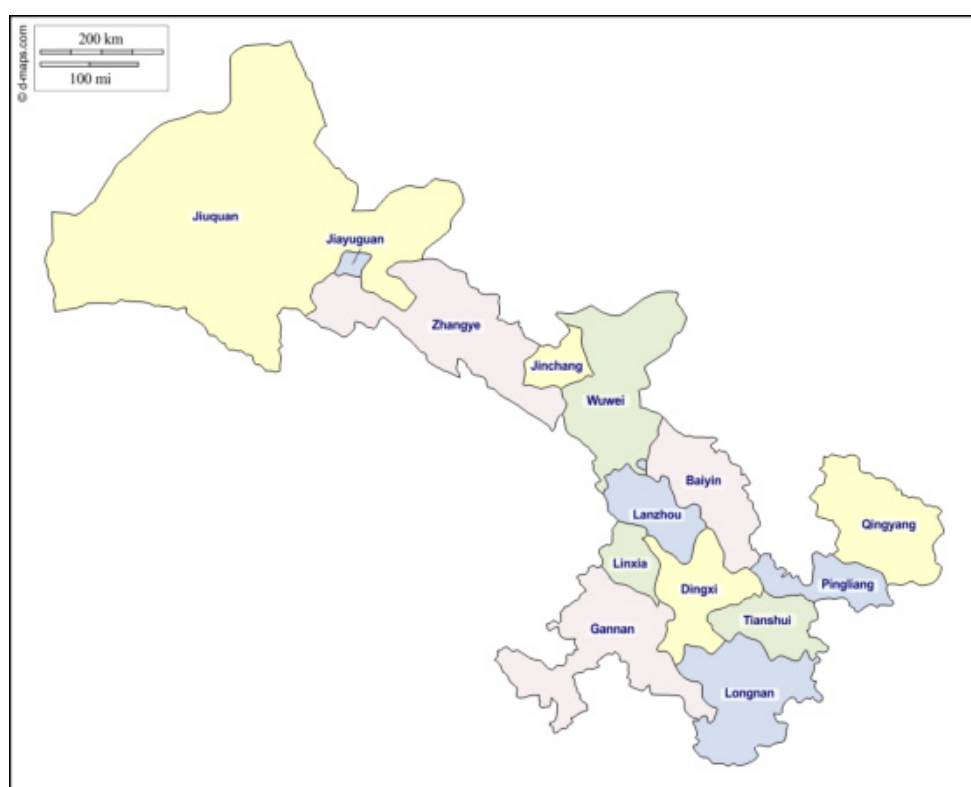 © d-maps.com
200 km
100 mi
Jiuquan
Jiayuguan
Zhangye
Jinchang
Wuwei
Baiyin
Lanzhou
Qingyang
Linxia
Dingxi
Pingliang
Tianshui
Gannan
Longnan